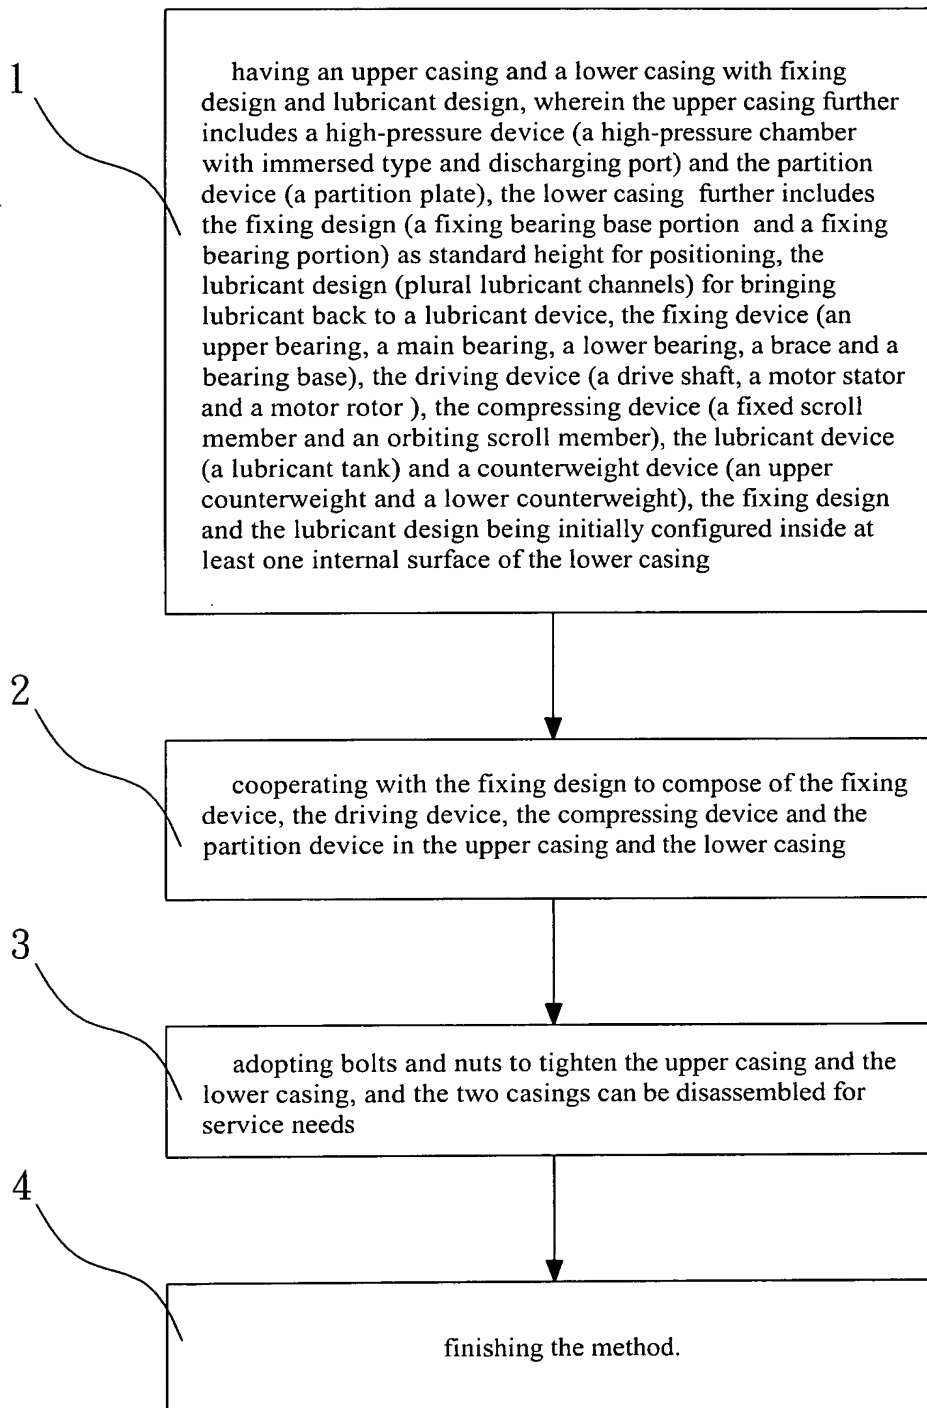 1
having an upper casing and a lower casing with fixing
design and lubricant design, wherein the upper casing further
includes a high-pressure device (a high-pressure chamber
with immersed type and discharging port) and the partition
device (a partition plate), the lower casing further includes
the fixing design (a fixing bearing base portion and a fixing
bearing portion) as standard height for positioning, the
lubricant design (plural lubricant channels) for bringing
lubricant back to a lubricant device, the fixing device (an
upper bearing, a main bearing, a lower bearing, a brace and a
bearing base), the driving device (a drive shaft, a motor stator
and a motor rotor ), the compressing device (a fixed scroll
member and an orbiting scroll member), the lubricant device
(a lubricant tank) and a counterweight device (an upper
counterweight and a lower counterweight), the fixing design
and the lubricant design being initially configured inside at
least one internal surface of the lower casing
2
cooperating with the fixing design to compose of the fixing
device, the driving device, the compressing device and the
partition device in the upper casing and the lower casing
3
adopting bolts and nuts to tighten the upper casing and the
lower casing, and the two casings can be disassembled for
service needs
4
finishing the method.